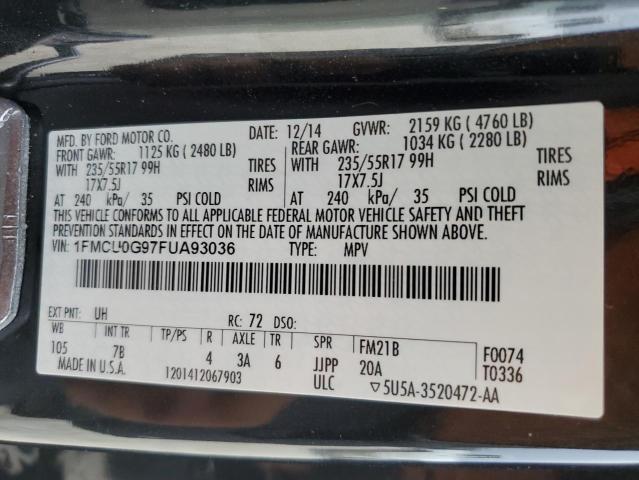 MFD. BY FORD MOTOR CO. DATE: 12/14 GVWR: 2159 KG ( 4760 LB)
FRONT GAWR: 1125 KG ( 2480 LB) REAR GAWR: 1034 KG ( 2280 LB)
WITH 235/55R17 99H TIRES WITH 235/55R17 99H TIRES
17X7.5J RIMS 17X7.5J RIMS
AT 240 kPa/ 35 PSI COLD AT 240 kPa/ 35 PSI COLD
THIS VEHICLE CONFORMS TO ALL APPLICABLE FEDERAL MOTOR VEHICLE SAFETY AND THEFT
PREVENTION STANDARDS IN EFFECT ON THE DATE OF MANUFACTURE SHOWN ABOVE.
VIN: 1FMCU0G97FUA93036 TYPE: MPV
EXT PNT: UH RC: 72 DSO:
WB INT TR TP/PS R AXLE TR SPR FM21B F0074
105 7B 4 3A 6 JJPP 20A T0336
MADE IN U.S.A. 1201412067903 ULC ▽5U5A-3520472-AA